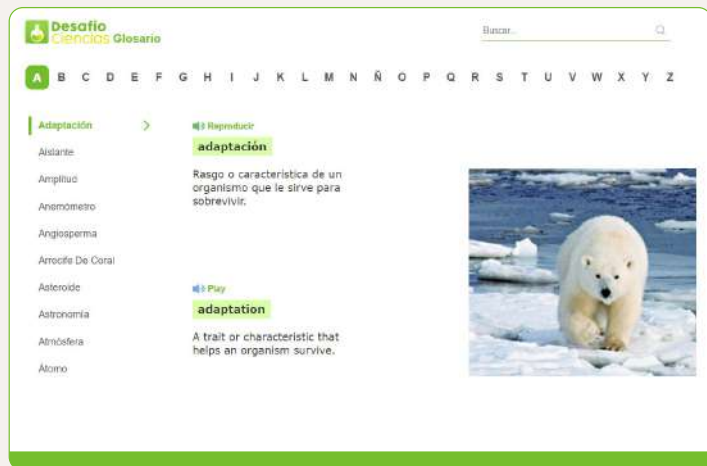 Desafío
Ciencias Glosario
Buscar...
A B C D E F G H I J K L M N Ñ O P Q R S T U V W X Y Z
Adaptación
Aislante
Amplitud
Anemómetro
Angiosperma
Arrecife De Coral
Asteroide
Astronomía
Atmósfera
Átomo
Reproducir
adaptación
Rasgo o característica de un
organismo que le sirve para
sobrevivir.
Play
adaptation
A trait or characteristic that
helps an organism survive.